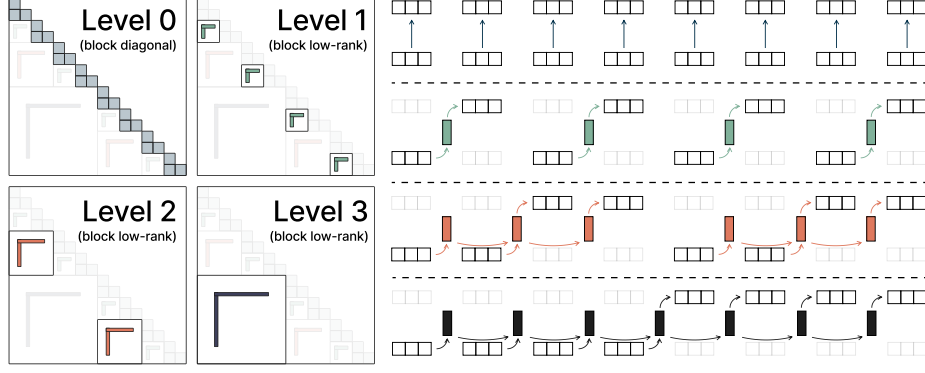 Level 0
(block diagonal)
Level 1
(block low-rank)
Level 2
(block low-rank)
Level 3
(block low-rank)